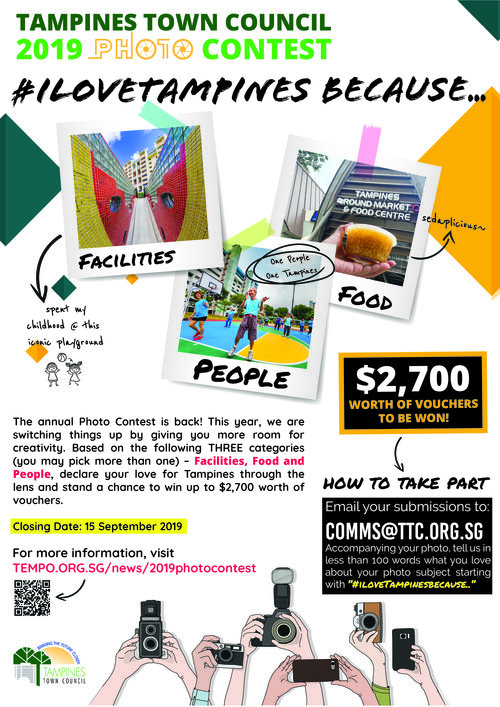 TAMPINES TOWN COUNCIL
2019 PHOTO CONTEST
#ILOVETAMPINES BECAUSE...
TAMPINES
ROUND MARKET
& FOOD CENTRE
sedaplicious~
FACILITIES
One People
One Tampines
FOOD
spent my
childhood @ this
iconic playground
PEOPLE
$2,700
WORTH OF VOUCHERS
TO BE WON!
The annual Photo Contest is back! This year, we are
switching things up by giving you more room for
creativity. Based on the following THREE categories
(you may pick more than one) – Facilities, Food and
People, declare your love for Tampines through the
lens and stand a chance to win up to $2,700 worth of
vouchers.
Closing Date: 15 September 2019
For more information, visit
TEMPO.ORG.SG/news/2019photocontest
HOW TO TAKE PART
Email your submissions to:
COMMS@TTC.ORG.SG
Accompanying your photo, tell us in
less than 100 words what you love
about your photo subject starting
with "#iloveTampinesbecause.."
BRIDGING THE FUTURE CLOSER
TAMPINES
TOWN COUNCIL